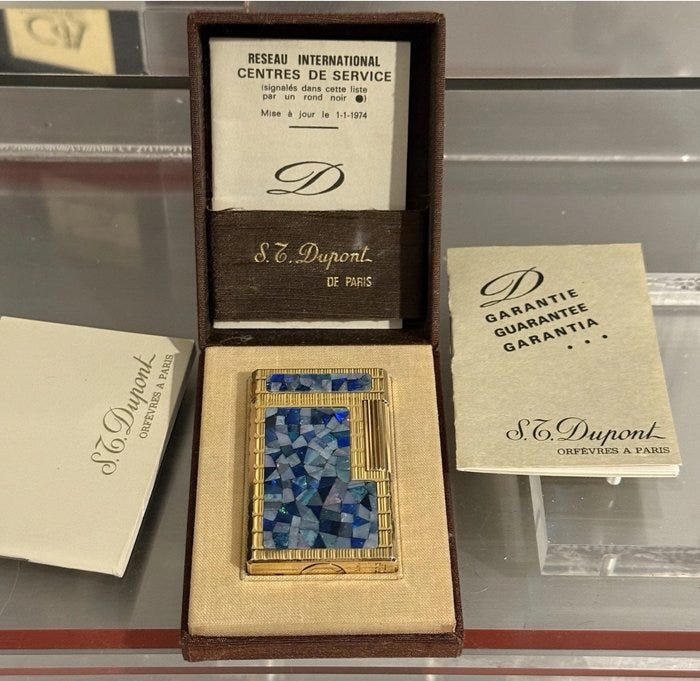 RESEAU INTERNATIONAL
CENTRES DE SERVICE
(signalés dans cette liste
par un rond noir ●)
Mise à jour le 1-1-1974
D
S.T. Dupont
DE PARIS
S.T. Dupont
ORFÈVRES A PARIS
D
GARANTIE
GUARANTEE
GARANTIA
...
S.T. Dupont
ORFÈVRES A PARIS